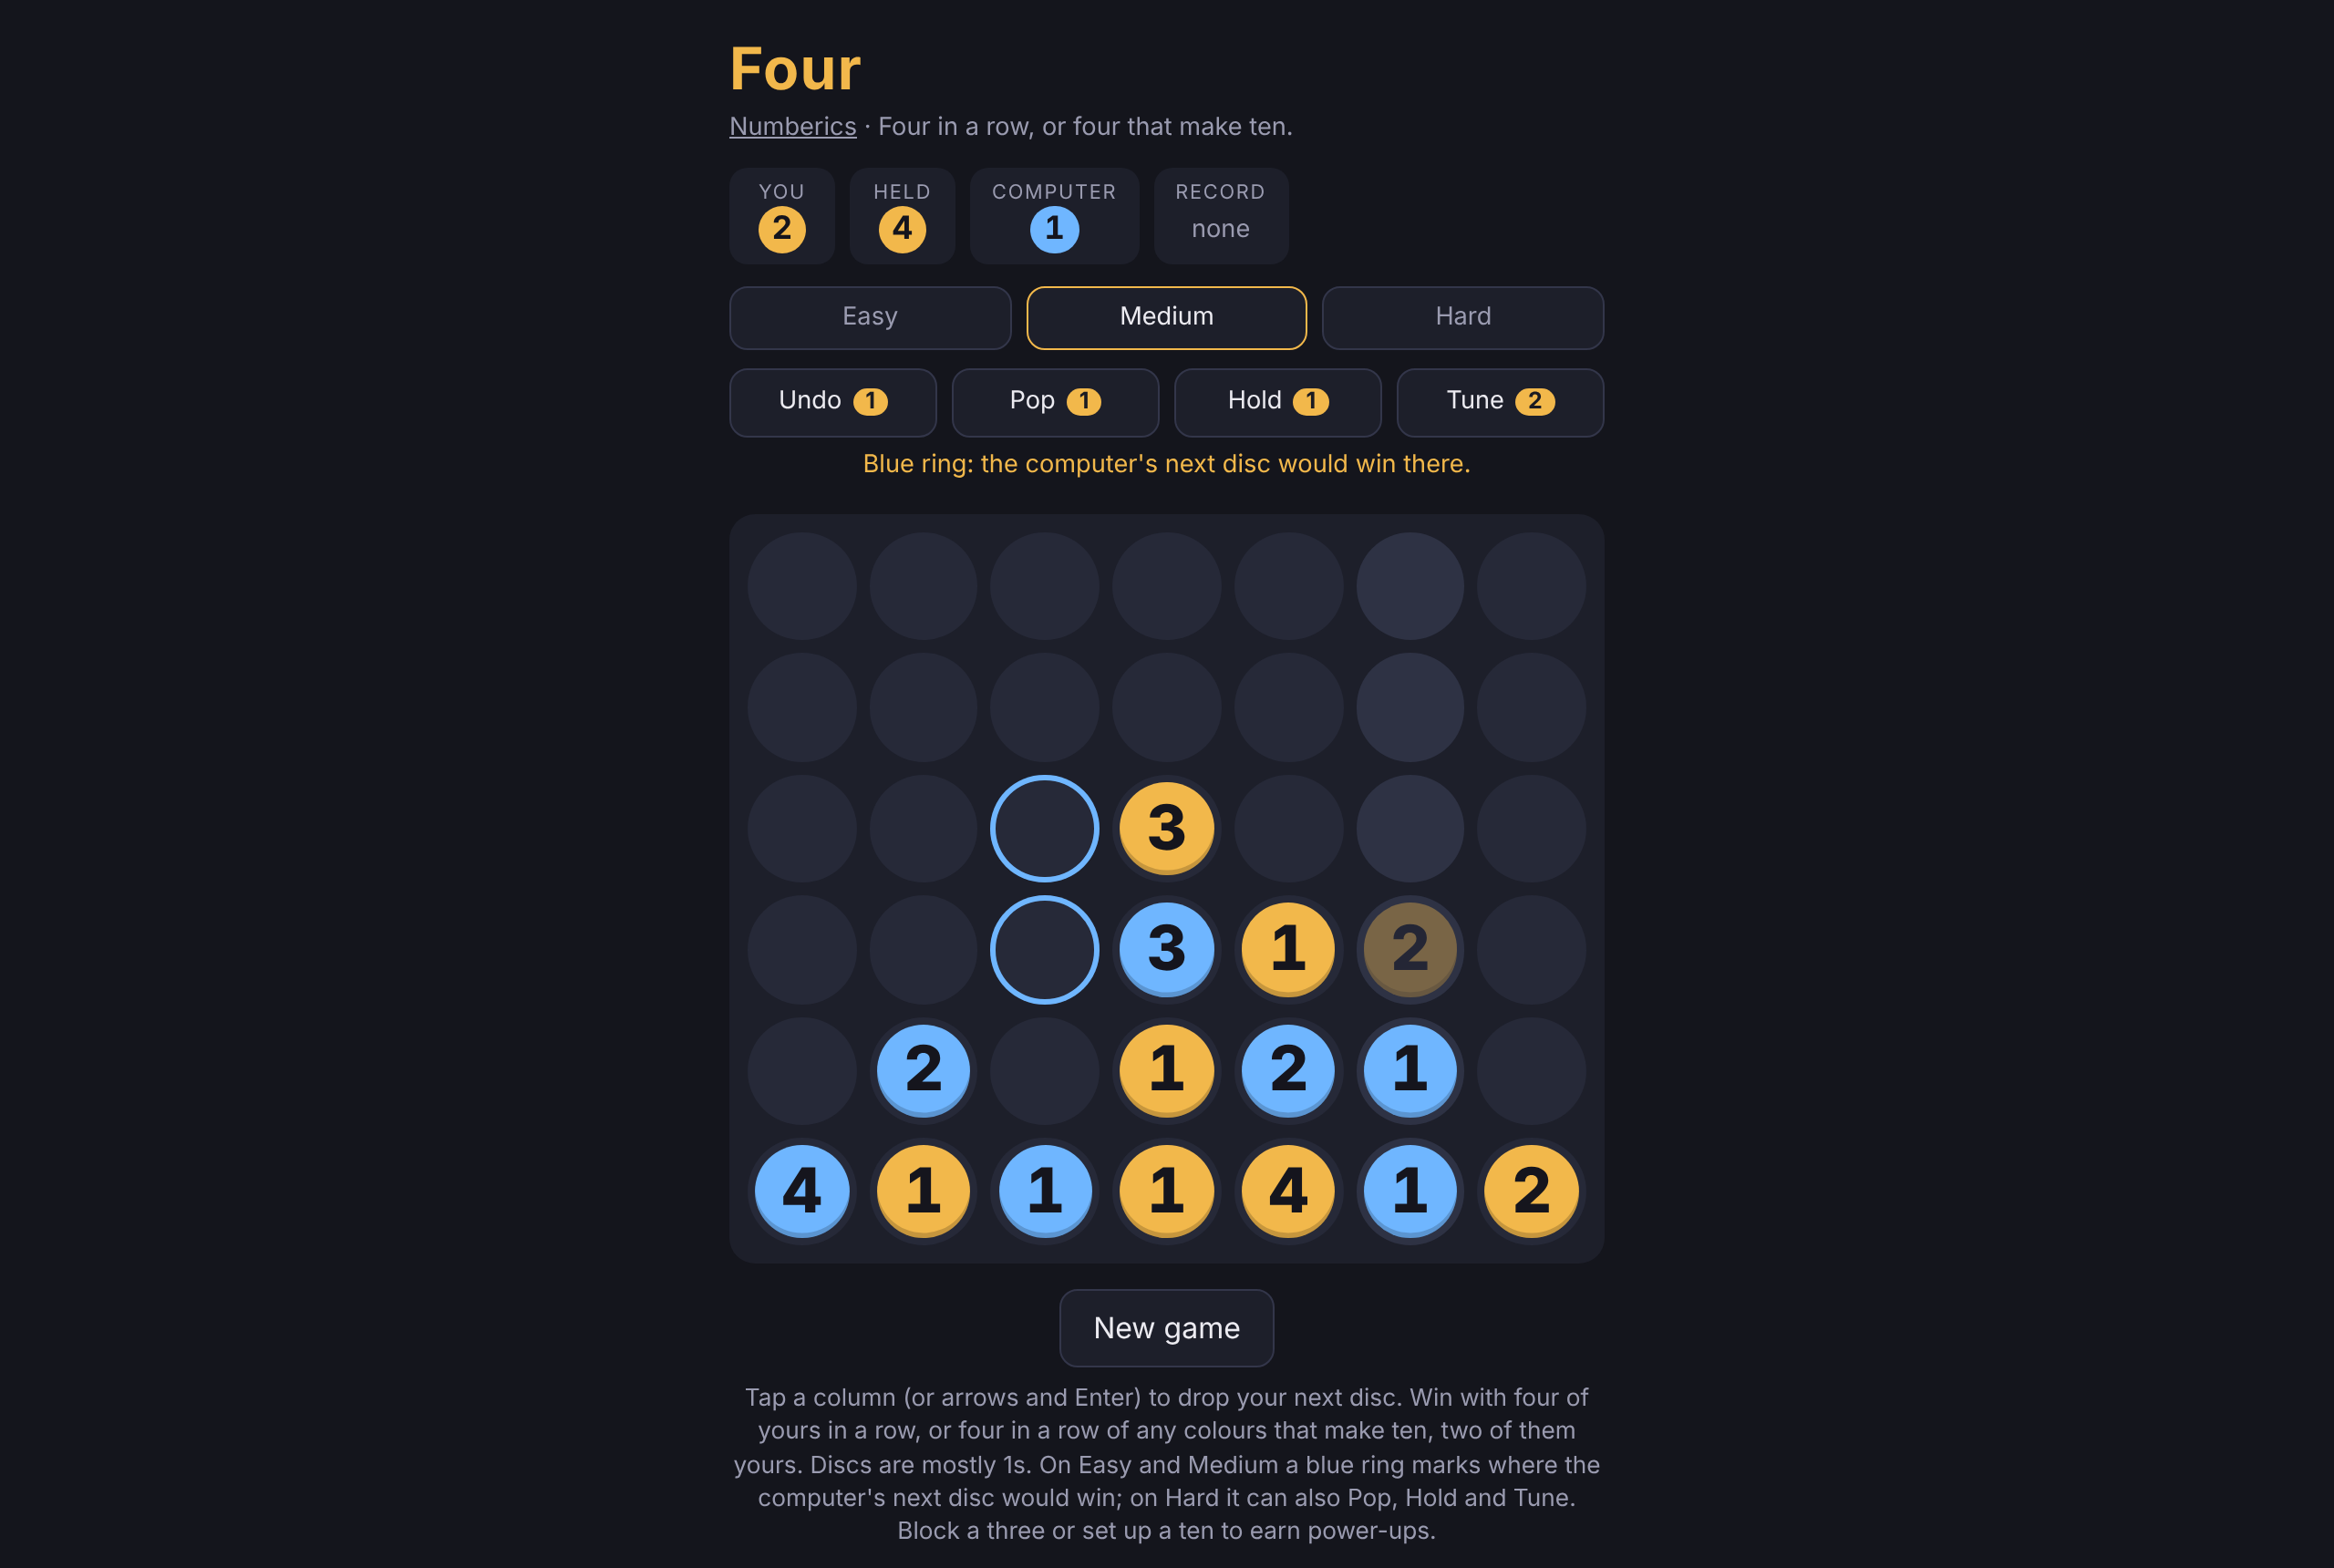 Four
Numberics · Four in a row, or four that make ten.
YOU HELD COMPUTER RECORD
2 4 1 none
Easy Medium Hard
Undo 1 Pop 1 Hold 1 Tune 2
Blue ring: the computer's next disc would win there.
3
3 1 2
2 1 2 1
4 1 1 1 4 1 2
New game
Tap a column (or arrows and Enter) to drop your next disc. Win with four of
yours in a row, or four in a row of any colours that make ten, two of them
yours. Discs are mostly 1s. On Easy and Medium a blue ring marks where the
computer's next disc would win; on Hard it can also Pop, Hold and Tune.
Block a three or set up a ten to earn power-ups.